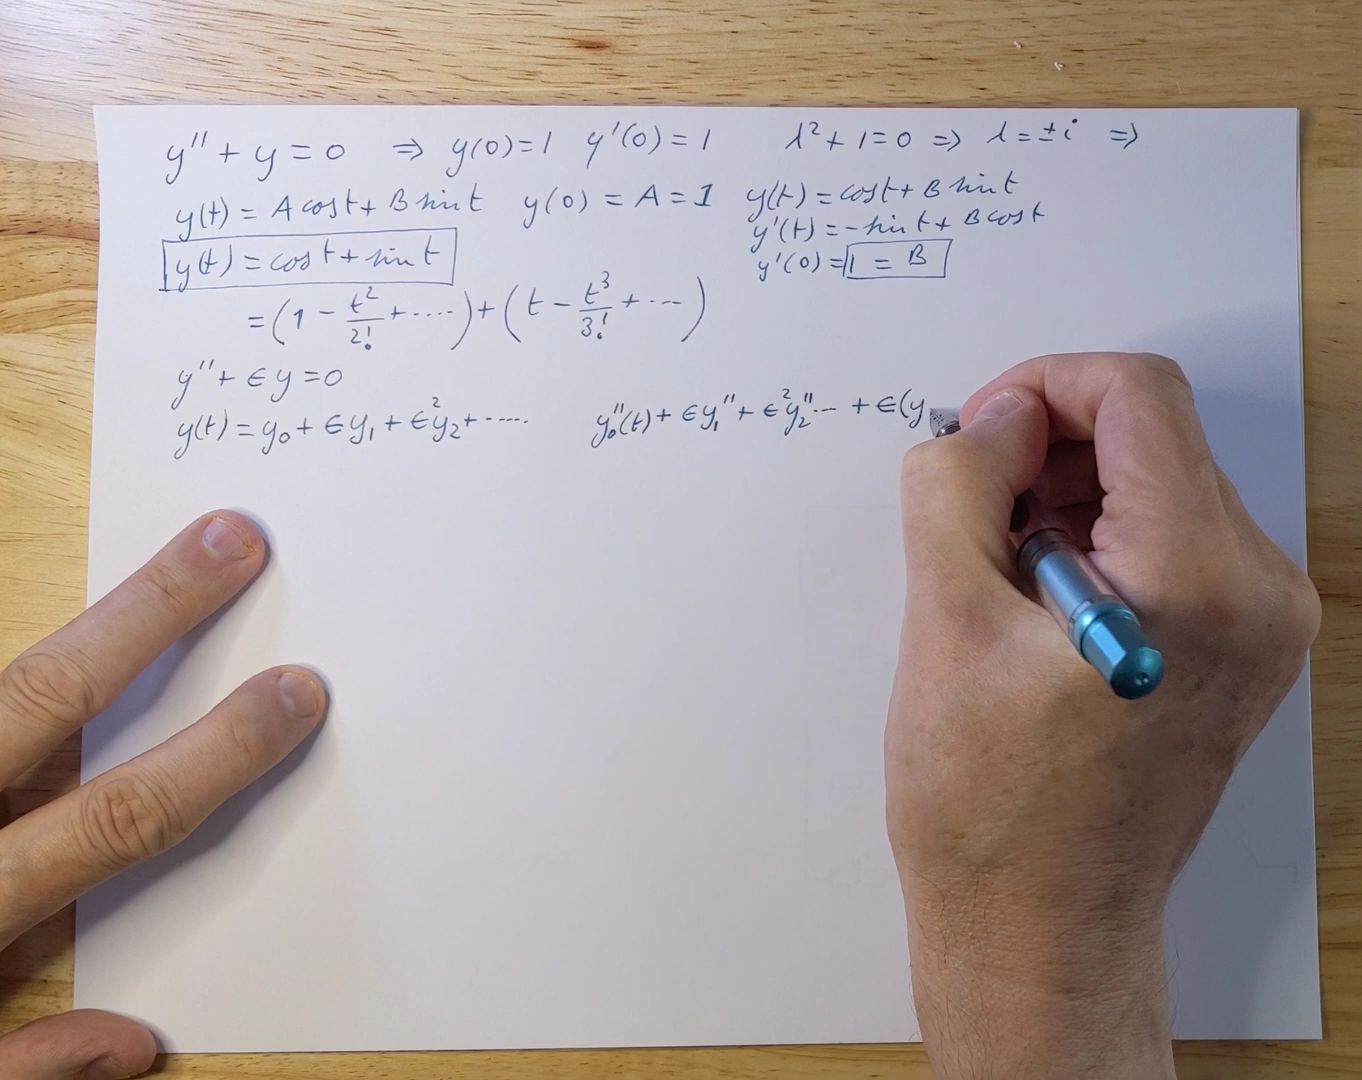 y'' + y = 0 ⇒ y(0)=1 y'(0)=1 λ² + 1 = 0 ⇒ λ = ±i ⇒
y(t) = A cos t + B sin t y(0) = A = 1 y(t) = cos t + B sin t
y'(t) = -sin t + B cos t
y(t) = cos t + sin t y'(0) = 1 = B
= (1 - t²/2! + ....) + (t - t³/3! + ...)
y'' + ϵy = 0
y(t) = y₀ + ϵy₁ + ϵ²y₂ + ..... y₀''(t) + ϵy₁'' + ϵ²y₂'' ... + ϵ(y